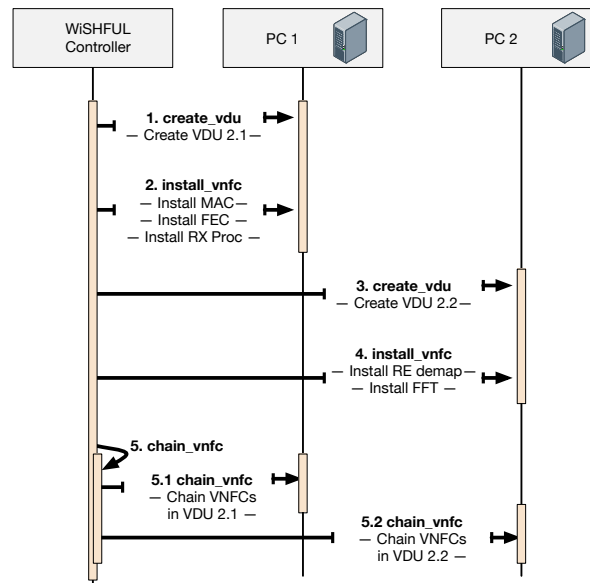 WiSHFUL
Controller
PC 1
PC 2
1. create_vdu
— Create VDU 2.1—
2. install_vnfc
— Install MAC—
— Install FEC —
— Install RX Proc —
3. create_vdu
— Create VDU 2.2—
4. install_vnfc
— Install RE demap—
— Install FFT —
5. chain_vnfc
5.1 chain_vnfc
— Chain VNFCs
in VDU 2.1 —
5.2 chain_vnfc
— Chain VNFCs
in VDU 2.2 —